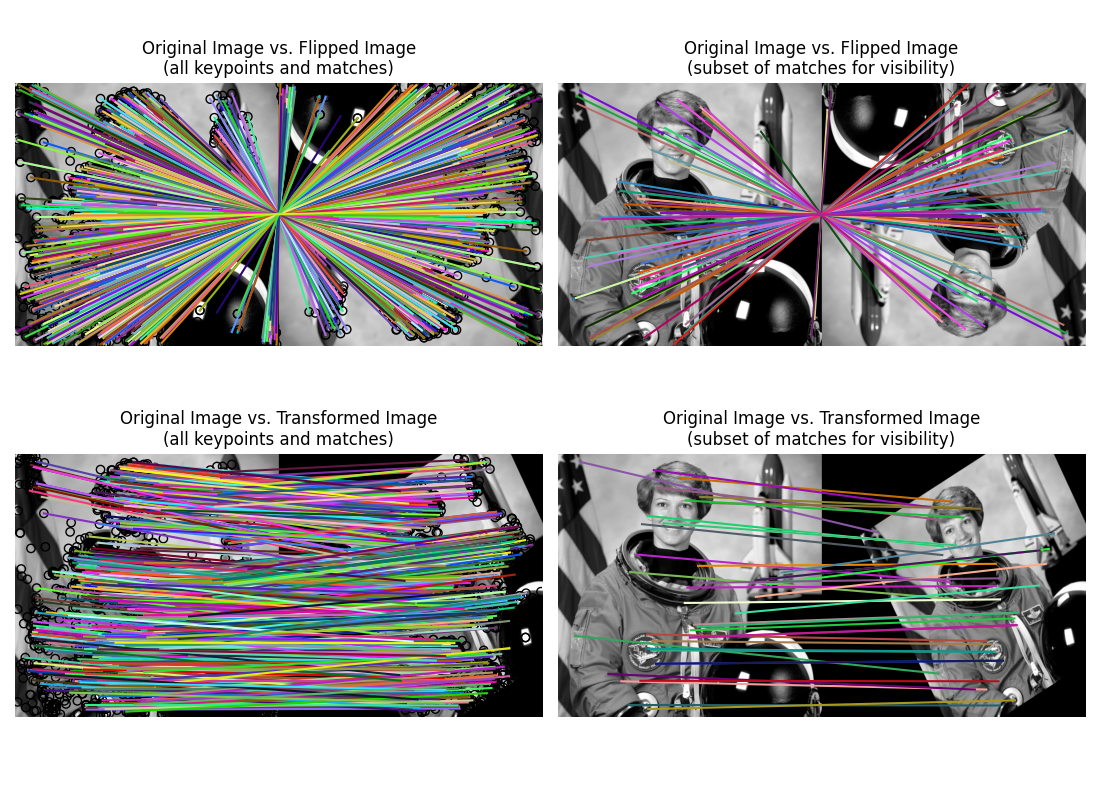 Original Image vs. Flipped Image
(all keypoints and matches)
Original Image vs. Flipped Image
(subset of matches for visibility)
Original Image vs. Transformed Image
(all keypoints and matches)
Original Image vs. Transformed Image
(subset of matches for visibility)